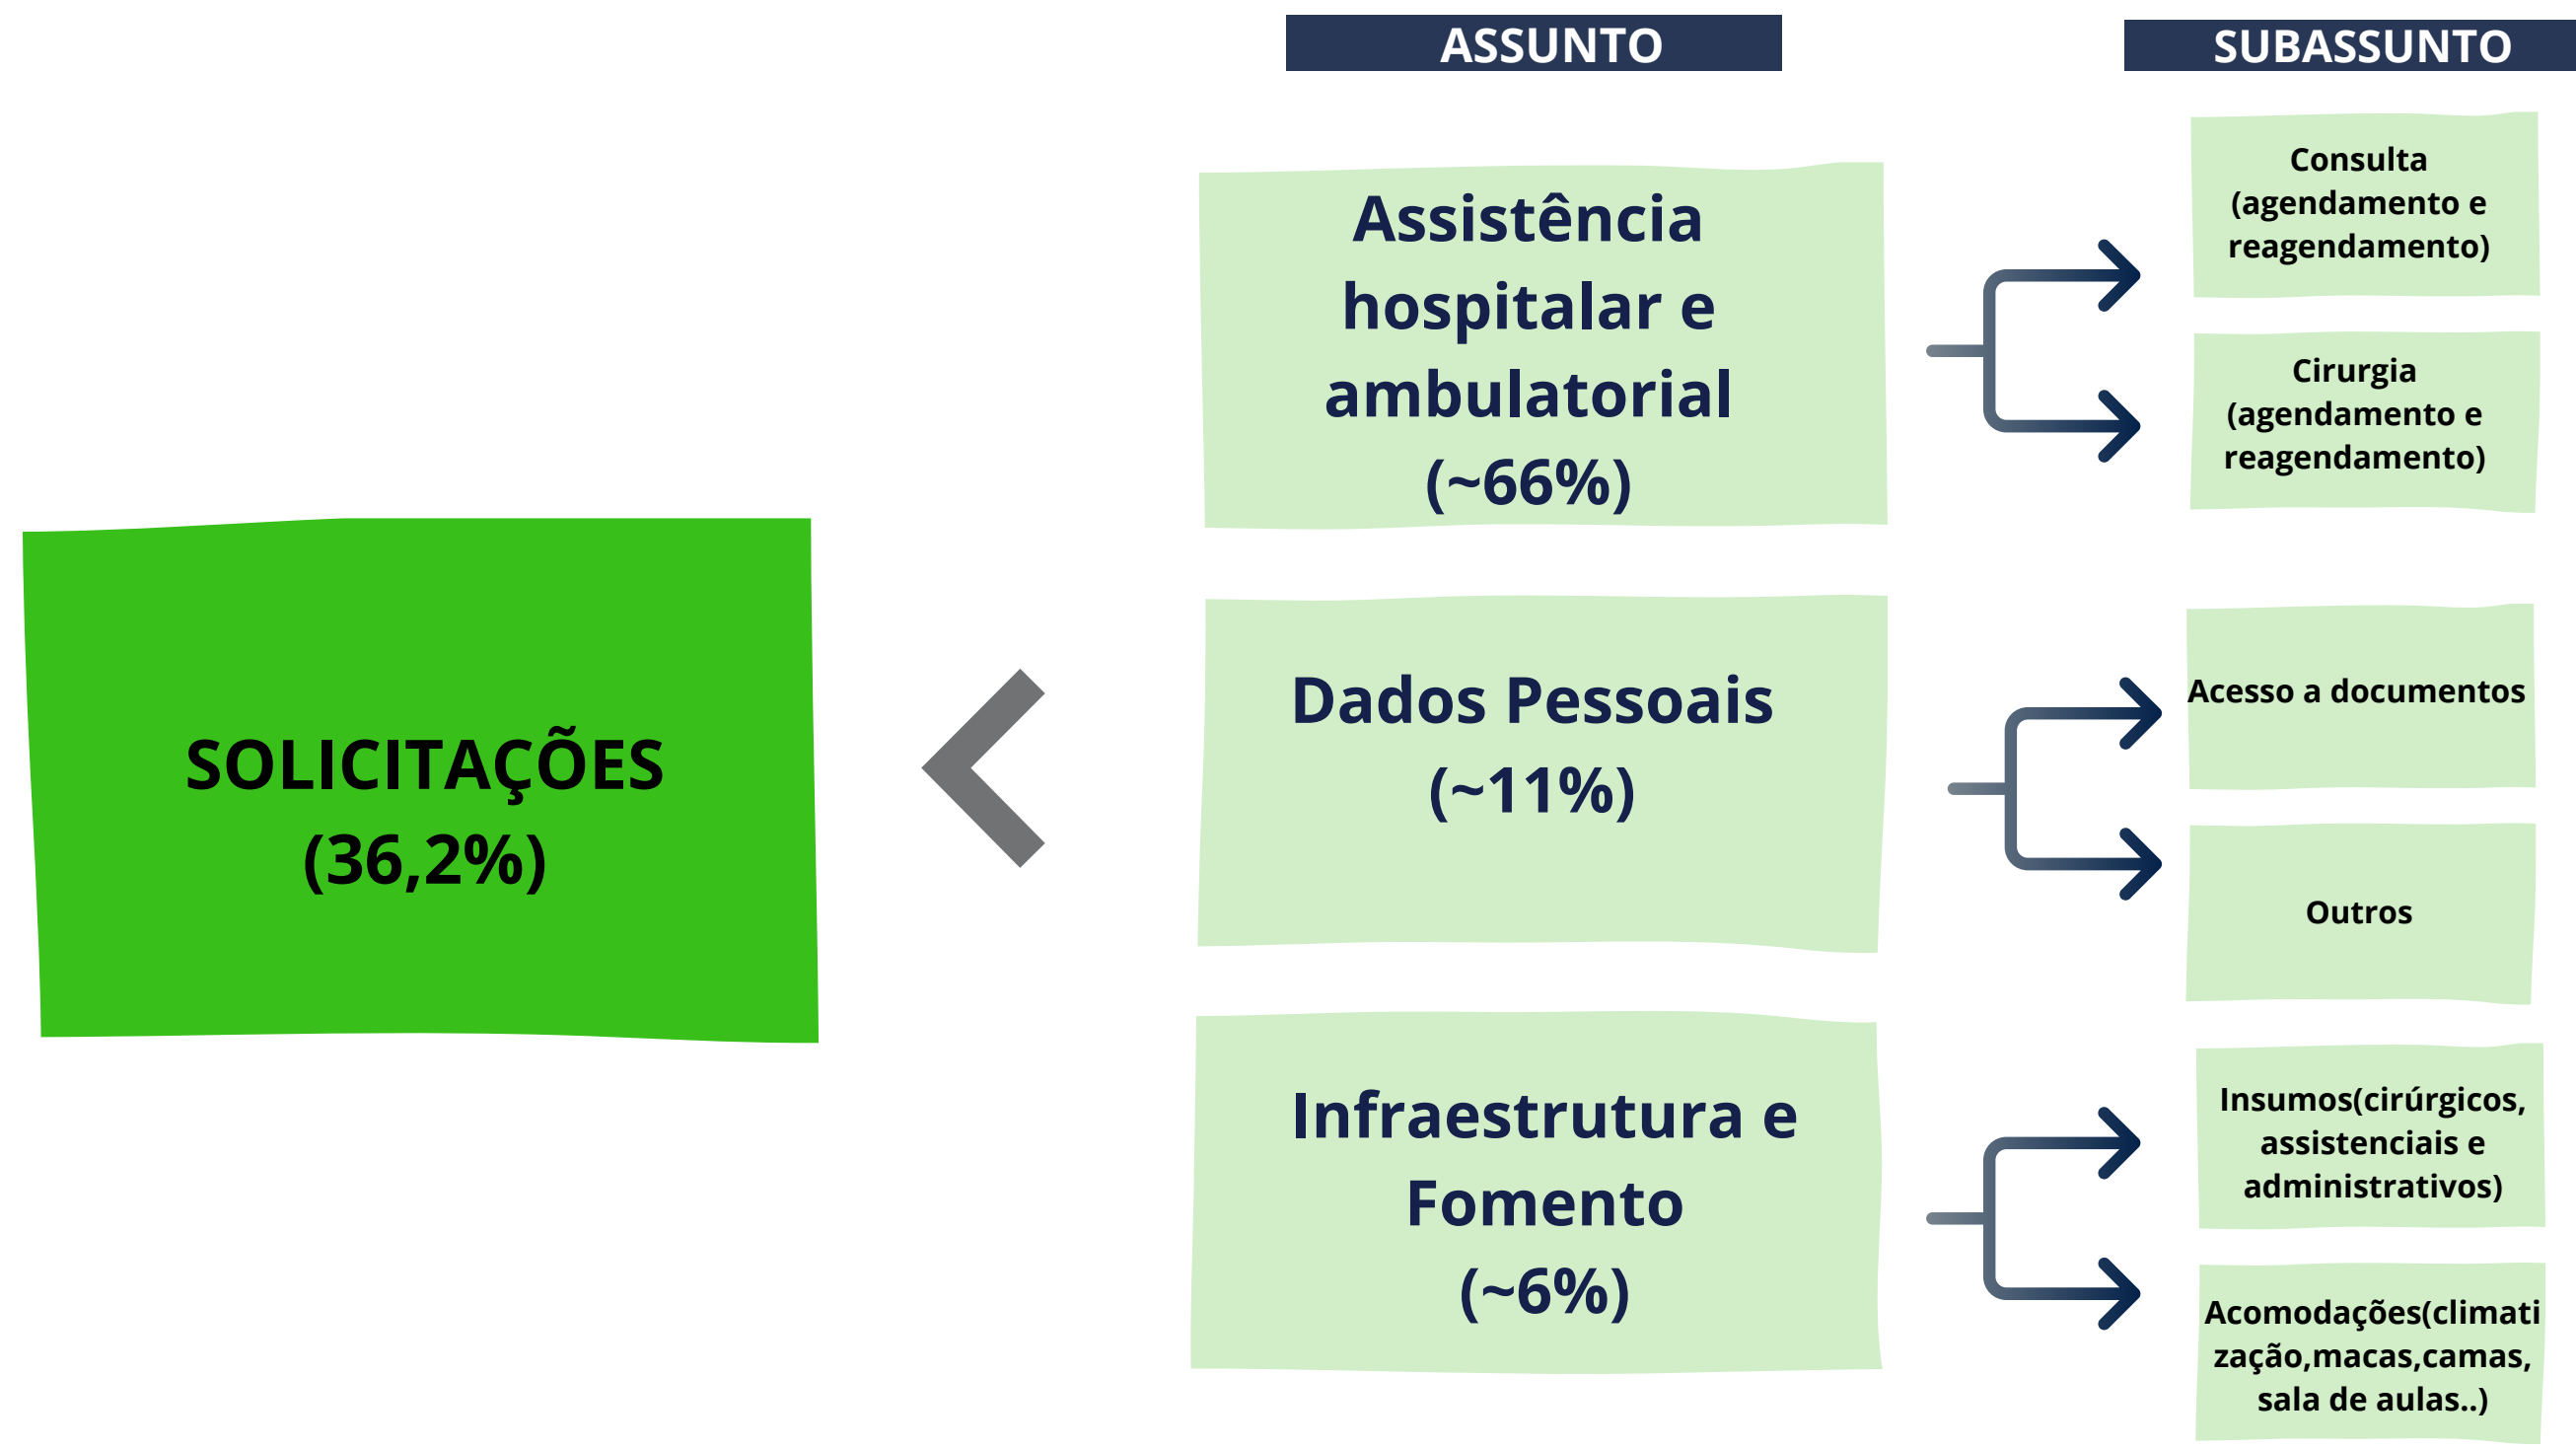 ASSUNTO
SUBASSUNTO
SOLICITAÇÕES
(36,2%)
Assistência
hospitalar e
ambulatorial
(~66%)
Consulta
(agendamento e
reagendamento)
Cirurgia
(agendamento e
reagendamento)
Dados Pessoais
(~11%)
Acesso a documentos
Outros
Infraestrutura e
Fomento
(~6%)
Insumos(cirúrgicos,
assistenciais e
administrativos)
Acomodações(climati
zação,macas,camas,
sala de aulas..)